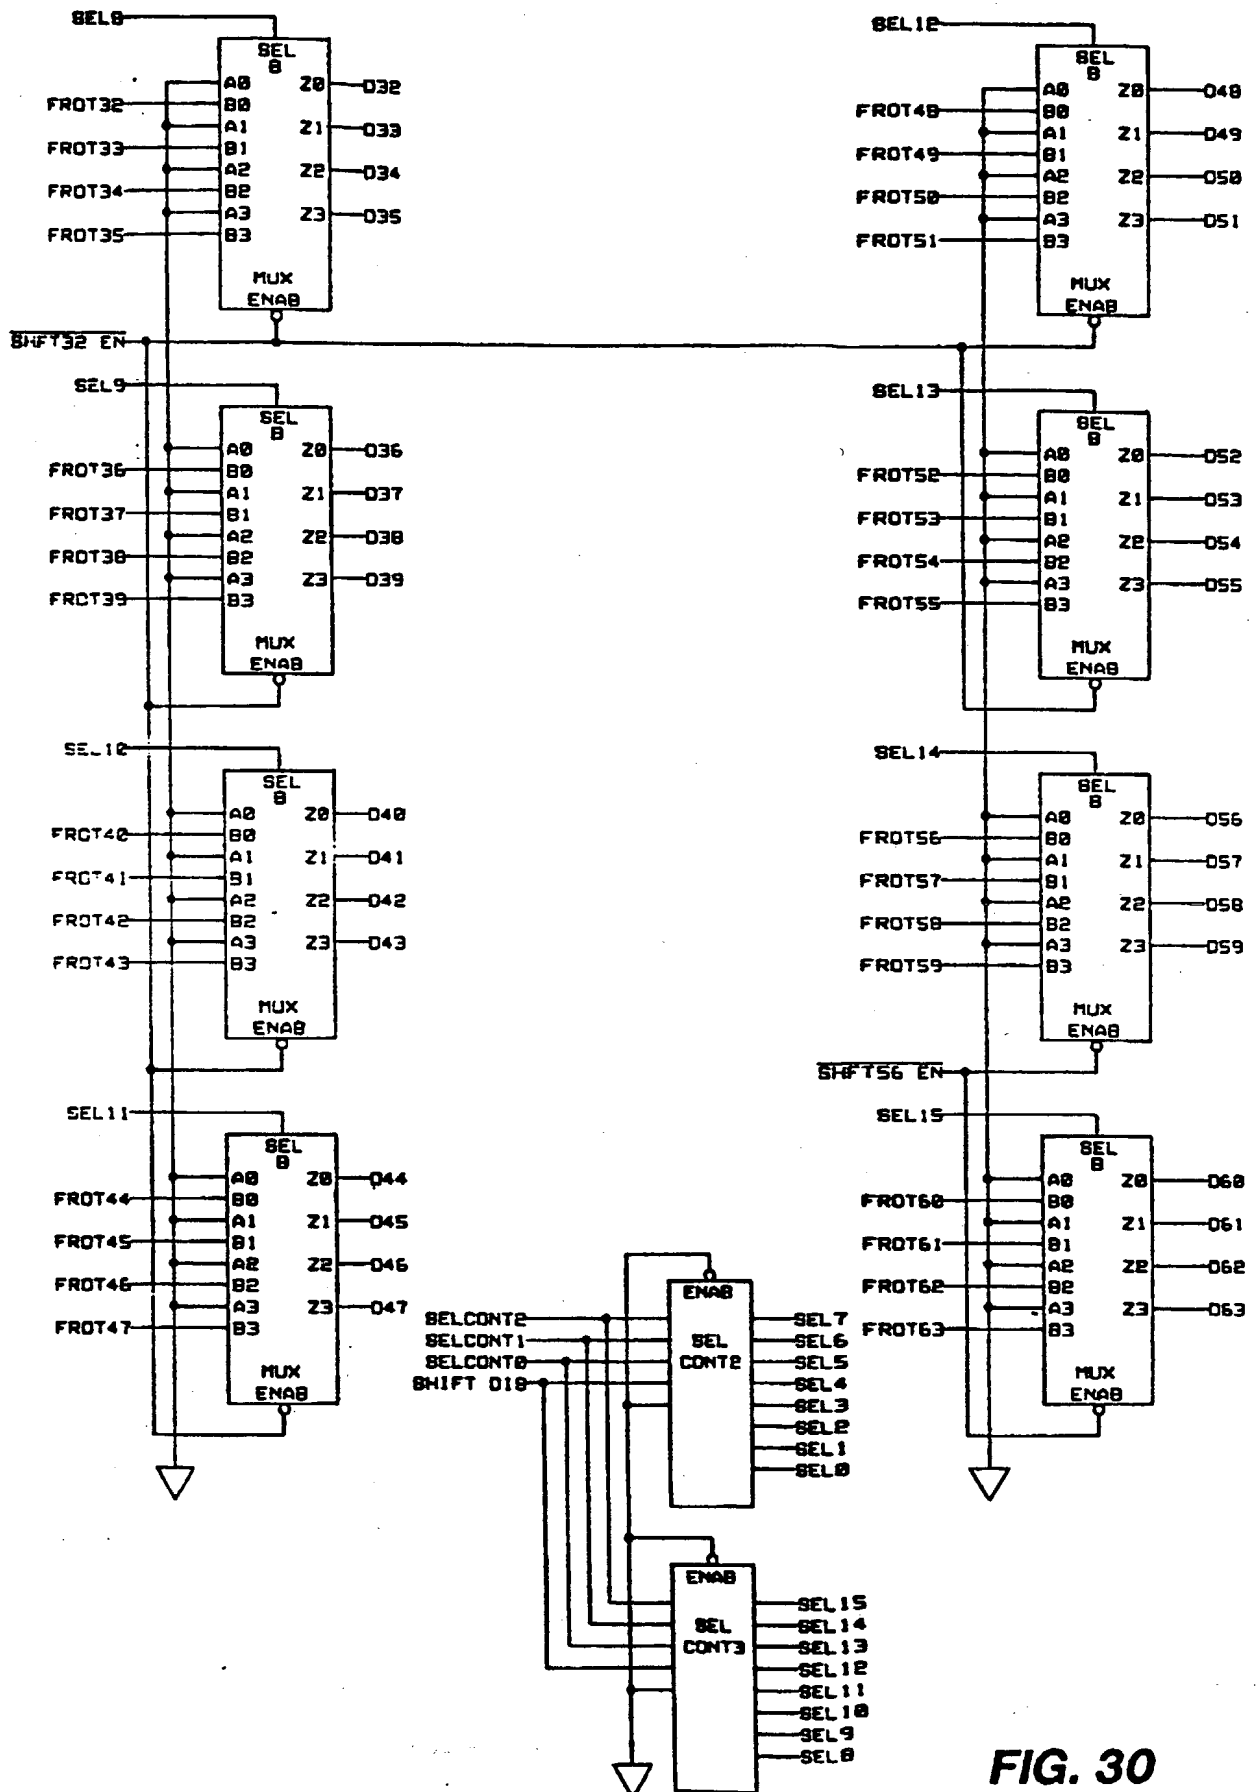 SEL8
SEL
B
A0 Z0 D32
FROT32 B0
A1 Z1 D33
FROT33 B1
A2 Z2 D34
FROT34 B2
A3 Z3 D35
FROT35 B3
MUX
ENAB
SHFT32 EN
SEL9
SEL
B
A0 Z0 D36
FROT36 B0
A1 Z1 D37
FROT37 B1
A2 Z2 D38
FROT38 B2
A3 Z3 D39
FROT39 B3
MUX
ENAB
SEL10
SEL
B
A0 Z0 D40
FROT40 B0
A1 Z1 D41
FROT41 B1
A2 Z2 D42
FROT42 B2
A3 Z3 D43
FROT43 B3
MUX
ENAB
SEL11
SEL
B
A0 Z0 D44
FROT44 B0
A1 Z1 D45
FROT45 B1
A2 Z2 D46
FROT46 B2
A3 Z3 D47
FROT47 B3
MUX
ENAB
SEL12
SEL
B
A0 Z0 D48
FROT48 B0
A1 Z1 D49
FROT49 B1
A2 Z2 D50
FROT50 B2
A3 Z3 D51
FROT51 B3
MUX
ENAB
SEL13
SEL
B
A0 Z0 D52
FROT52 B0
A1 Z1 D53
FROT53 B1
A2 Z2 D54
FROT54 B2
A3 Z3 D55
FROT55 B3
MUX
ENAB
SEL14
SEL
B
A0 Z0 D56
FROT56 B0
A1 Z1 D57
FROT57 B1
A2 Z2 D58
FROT58 B2
A3 Z3 D59
FROT59 B3
MUX
ENAB
SHFT56 EN
SEL15
SEL
B
A0 Z0 D60
FROT60 B0
A1 Z1 D61
FROT61 B1
A2 Z2 D62
FROT62 B2
A3 Z3 D63
FROT63 B3
MUX
ENAB
ENAB
SELCONT2 SEL7
SELCONT1 SEL SEL6
SELCONT0 CONT2 SEL5
SHIFT DIS SEL4
SEL3
SEL2
SEL1
SEL0
ENAB
SEL15
SEL SEL14
CONT3 SEL13
SEL12
SEL11
SEL10
SEL9
SEL8
FIG. 30